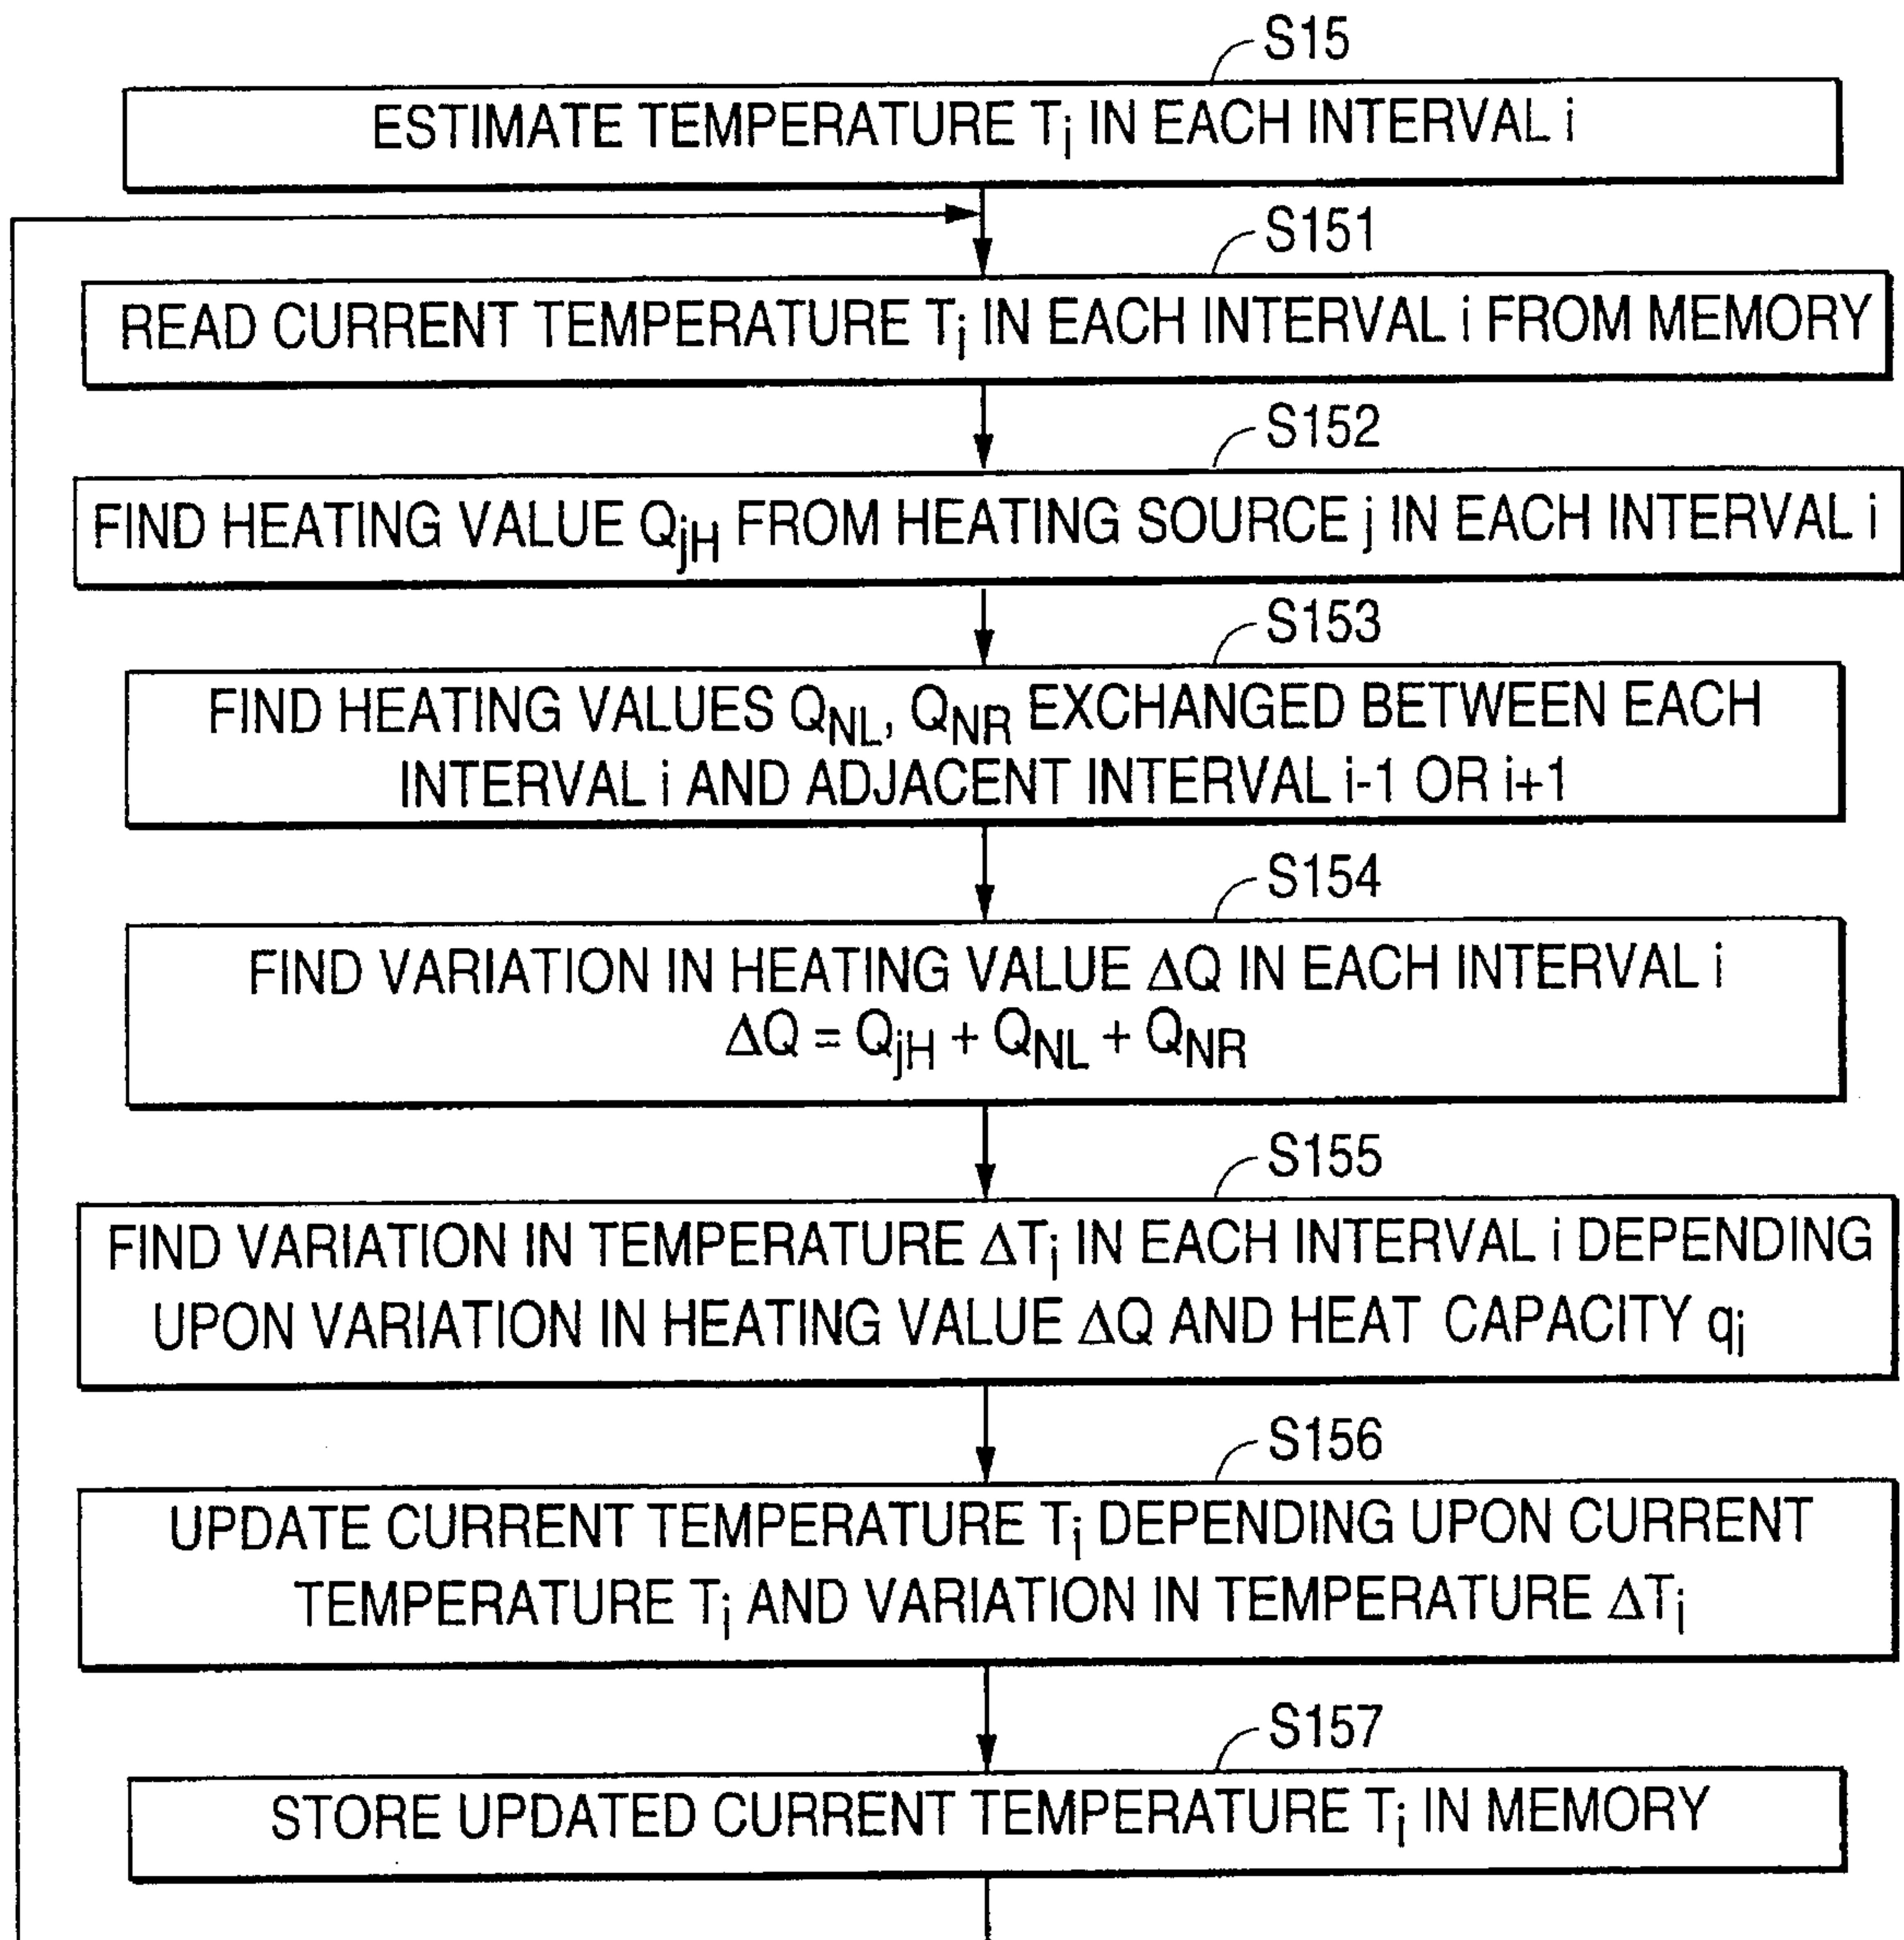 S15
ESTIMATE TEMPERATURE Ti IN EACH INTERVAL i
S151
READ CURRENT TEMPERATURE Ti IN EACH INTERVAL i FROM MEMORY
S152
FIND HEATING VALUE QjH FROM HEATING SOURCE j IN EACH INTERVAL i
S153
FIND HEATING VALUES QNL, QNR EXCHANGED BETWEEN EACH
INTERVAL i AND ADJACENT INTERVAL i-1 OR i+1
S154
FIND VARIATION IN HEATING VALUE ΔQ IN EACH INTERVAL i
ΔQ = QjH + QNL + QNR
S155
FIND VARIATION IN TEMPERATURE ΔTi IN EACH INTERVAL i DEPENDING
UPON VARIATION IN HEATING VALUE ΔQ AND HEAT CAPACITY qi
S156
UPDATE CURRENT TEMPERATURE Ti DEPENDING UPON CURRENT
TEMPERATURE Ti AND VARIATION IN TEMPERATURE ΔTi
S157
STORE UPDATED CURRENT TEMPERATURE Ti IN MEMORY